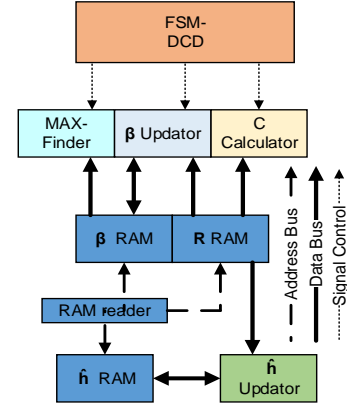 FSM-
DCD
MAX-
Finder
β Updator
C
Calculator
β RAM
R RAM
RAM reader
ĥ RAM
ĥ
Updator
Address Bus
Data Bus
Signal Control